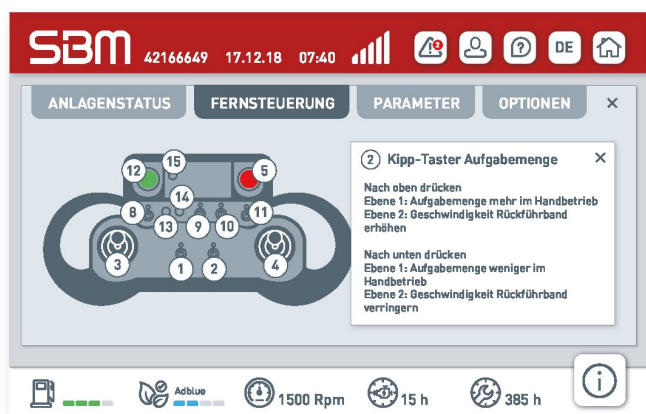 SBM 42166649 17.12.18 07:40 2 ? DE
ANLAGENSTATUS FERNSTEUERUNG PARAMETER OPTIONEN ×
15
12 5
14
8 13 9 10 11
3 1 2 4
2 Kipp-Taster Aufgabemenge ×
Nach oben drücken
Ebene 1: Aufgabemenge mehr im Handbetrieb
Ebene 2: Geschwindigkeit Rückführband
erhöhen
Nach unten drücken
Ebene 1: Aufgabemenge weniger im
Handbetrieb
Ebene 2: Geschwindigkeit Rückführband
verringern
Adblue 1500 Rpm 15 h 385 h i